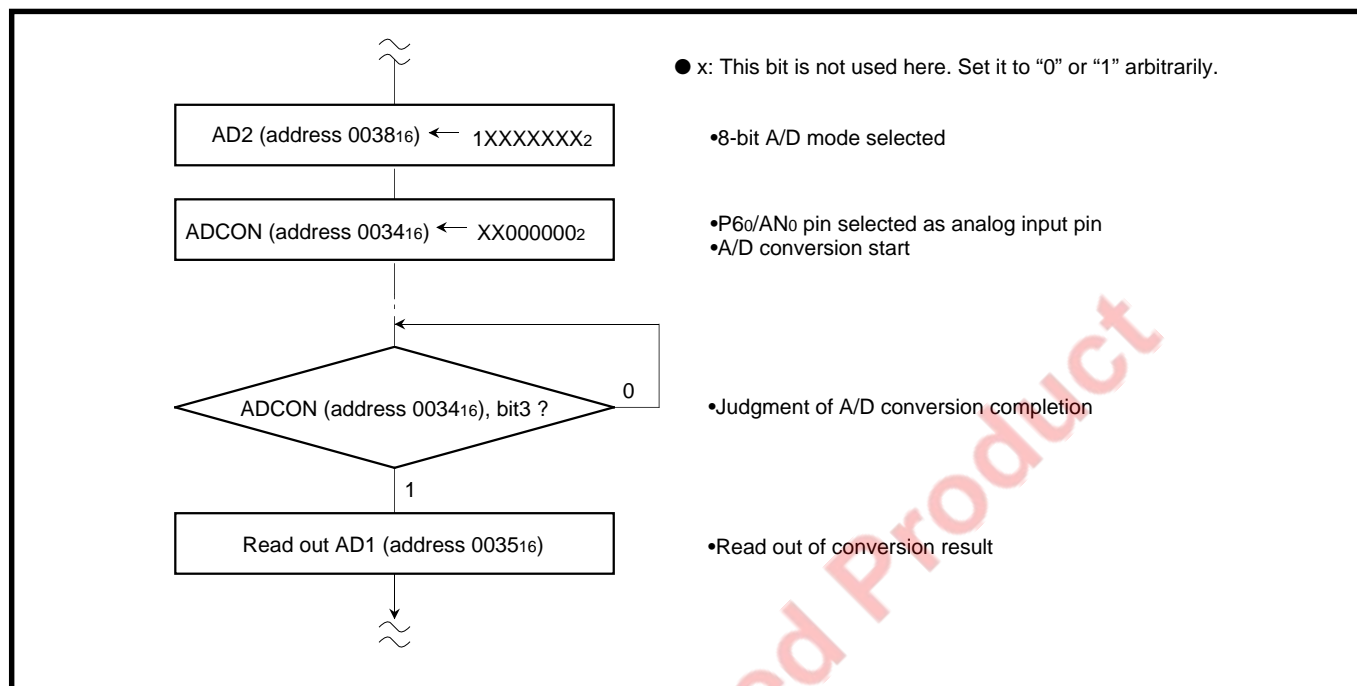 ● x: This bit is not used here. Set it to “0” or “1” arbitrarily.
AD2 (address 003816) ← 1XXXXXXX2
•8-bit A/D mode selected
ADCON (address 003416) ← XX0000002
•P60/AN0 pin selected as analog input pin
•A/D conversion start
0
ADCON (address 003416), bit3 ?
•Judgment of A/D conversion completion
1
Read out AD1 (address 003516)
•Read out of conversion result
ed Product